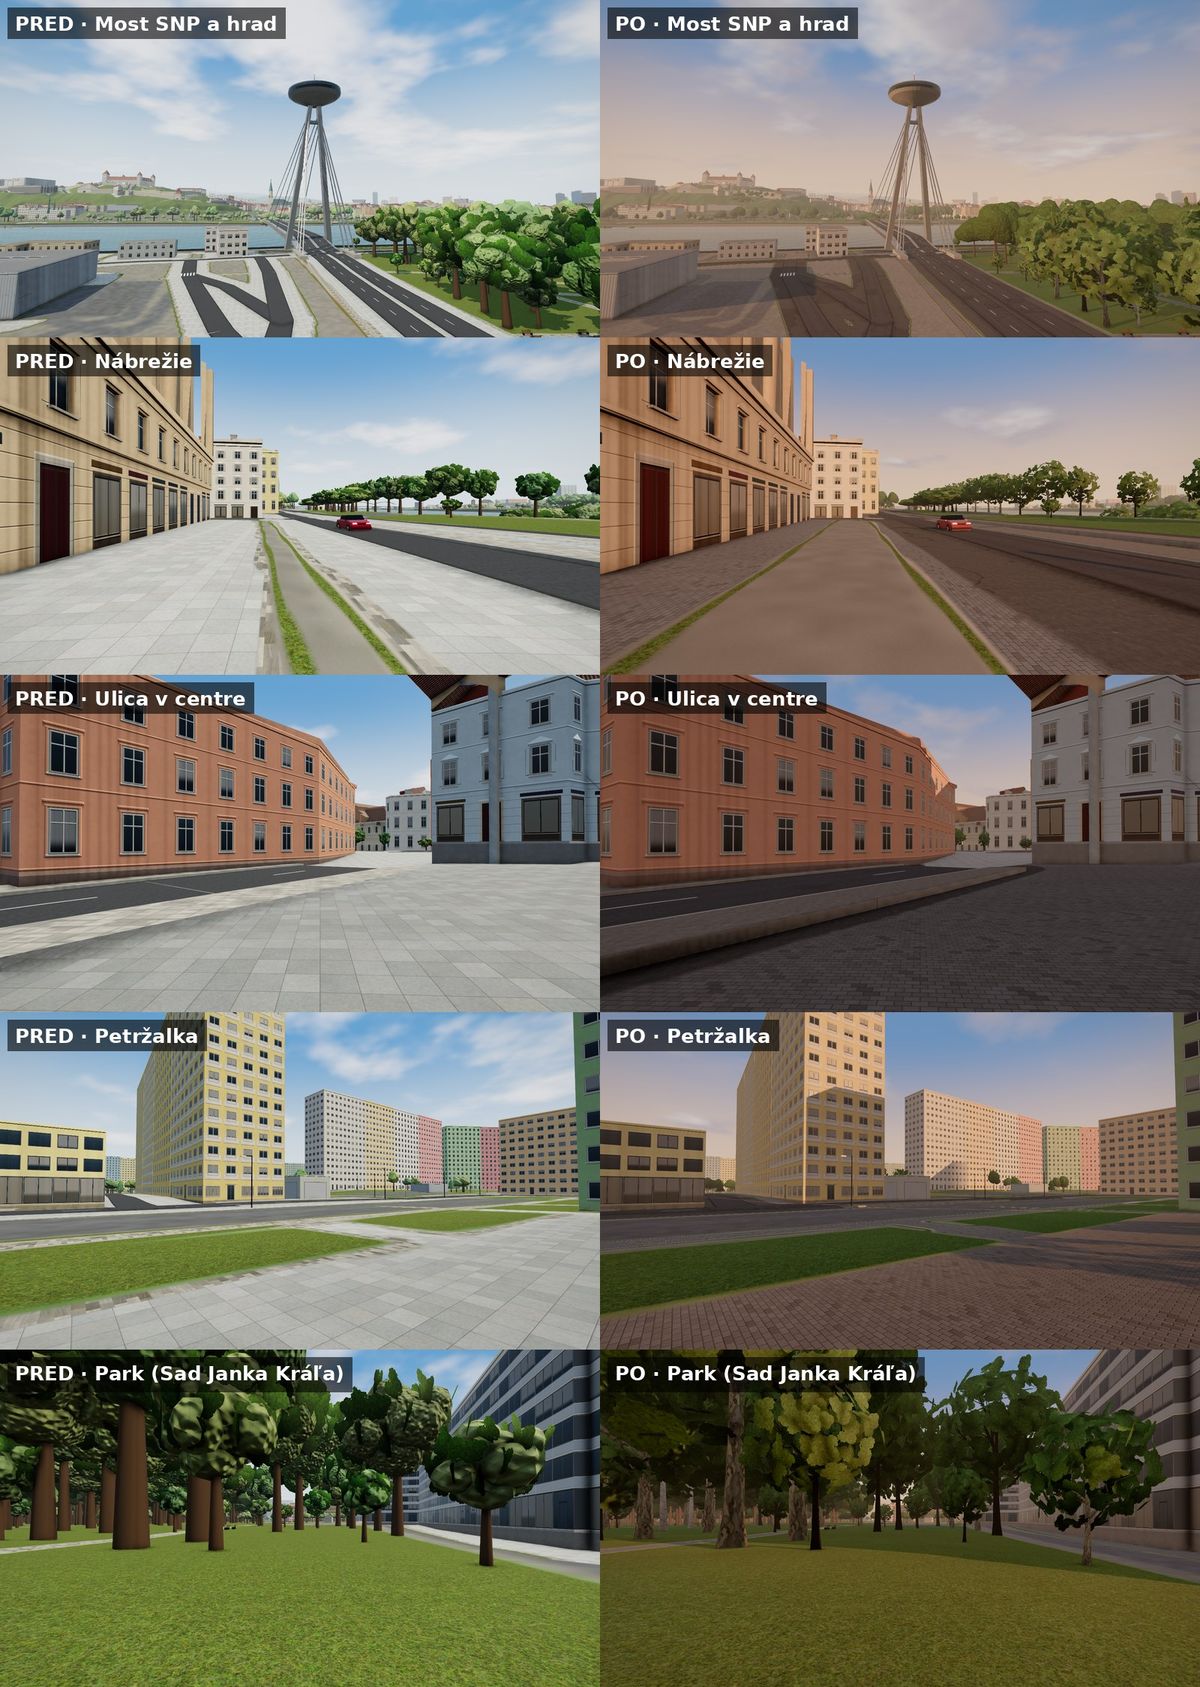 PRED · Most SNP a hrad
PO · Most SNP a hrad
PRED · Nábrežie
PO · Nábrežie
PRED · Ulica v centre
PO · Ulica v centre
PRED · Petržalka
PO · Petržalka
PRED · Park (Sad Janka Kráľa)
PO · Park (Sad Janka Kráľa)